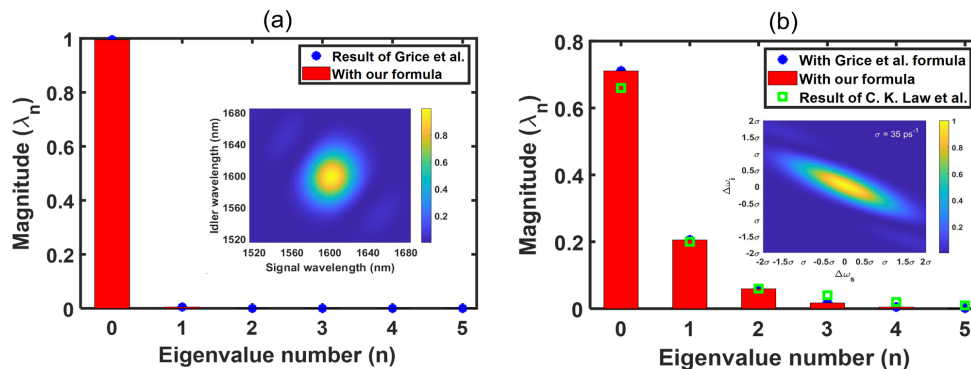 (a)
Magnitude (λn)
1
0.8
0.6
0.4
0.2
0
Result of Grice et al.
With our formula
Idler wavelength (nm)
1680
1640
1600
1560
1520
1520 1560 1600 1640 1680
Signal wavelength (nm)
0.8
0.6
0.4
0.2
0 1 2 3 4 5
Eigenvalue number (n)
(b)
Magnitude (λn)
0.8
0.6
0.4
0.2
0
With Grice et al. formula
With our formula
Result of C. K. Law et al.
σ = 35 ps-1
Δωi
2σ
1.5σ
σ
0.5σ
0
-0.5σ
σ
-1.5σ
-2σ
-2σ -1.5σ σ -0.5σ 0 0.5σ σ 1.5σ 2σ
Δωs
1
0.8
0.6
0.4
0.2
0 1 2 3 4 5
Eigenvalue number (n)